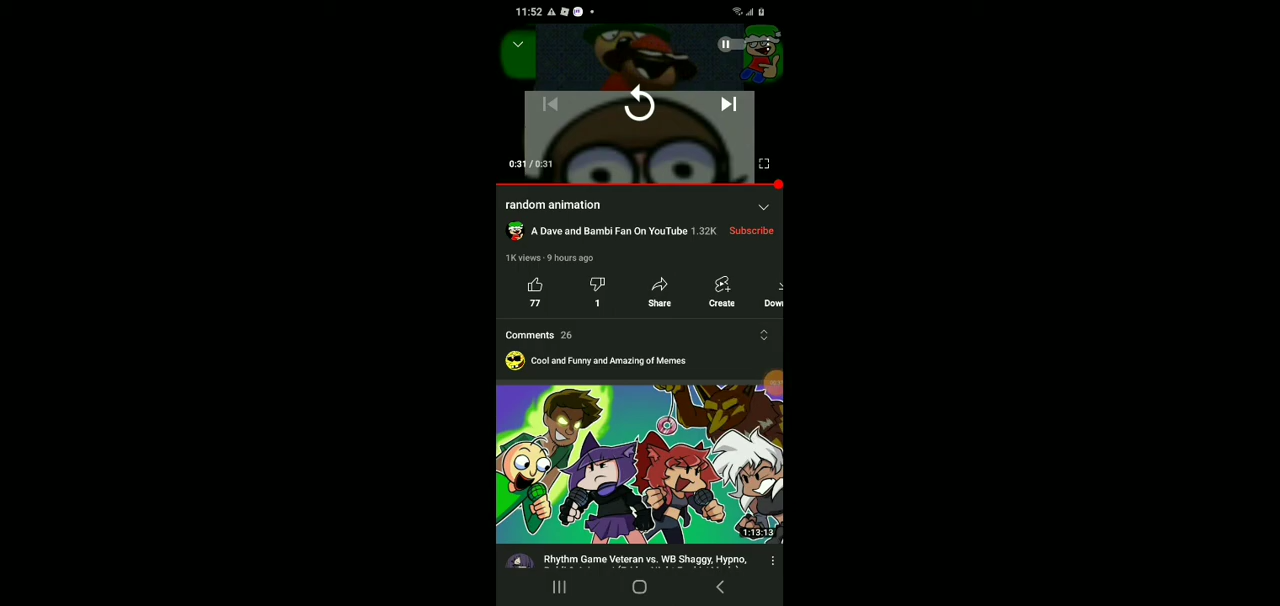 11:52
0:31 / 0:31
random animation
A Dave and Bambi Fan On YouTube 1.32K Subscribe
1K views · 9 hours ago
77 1 Share Create Down
Comments 26
Cool and Funny and Amazing of Memes
1:13:13
Rhythm Game Veteran vs. WB Shaggy, Hypno,